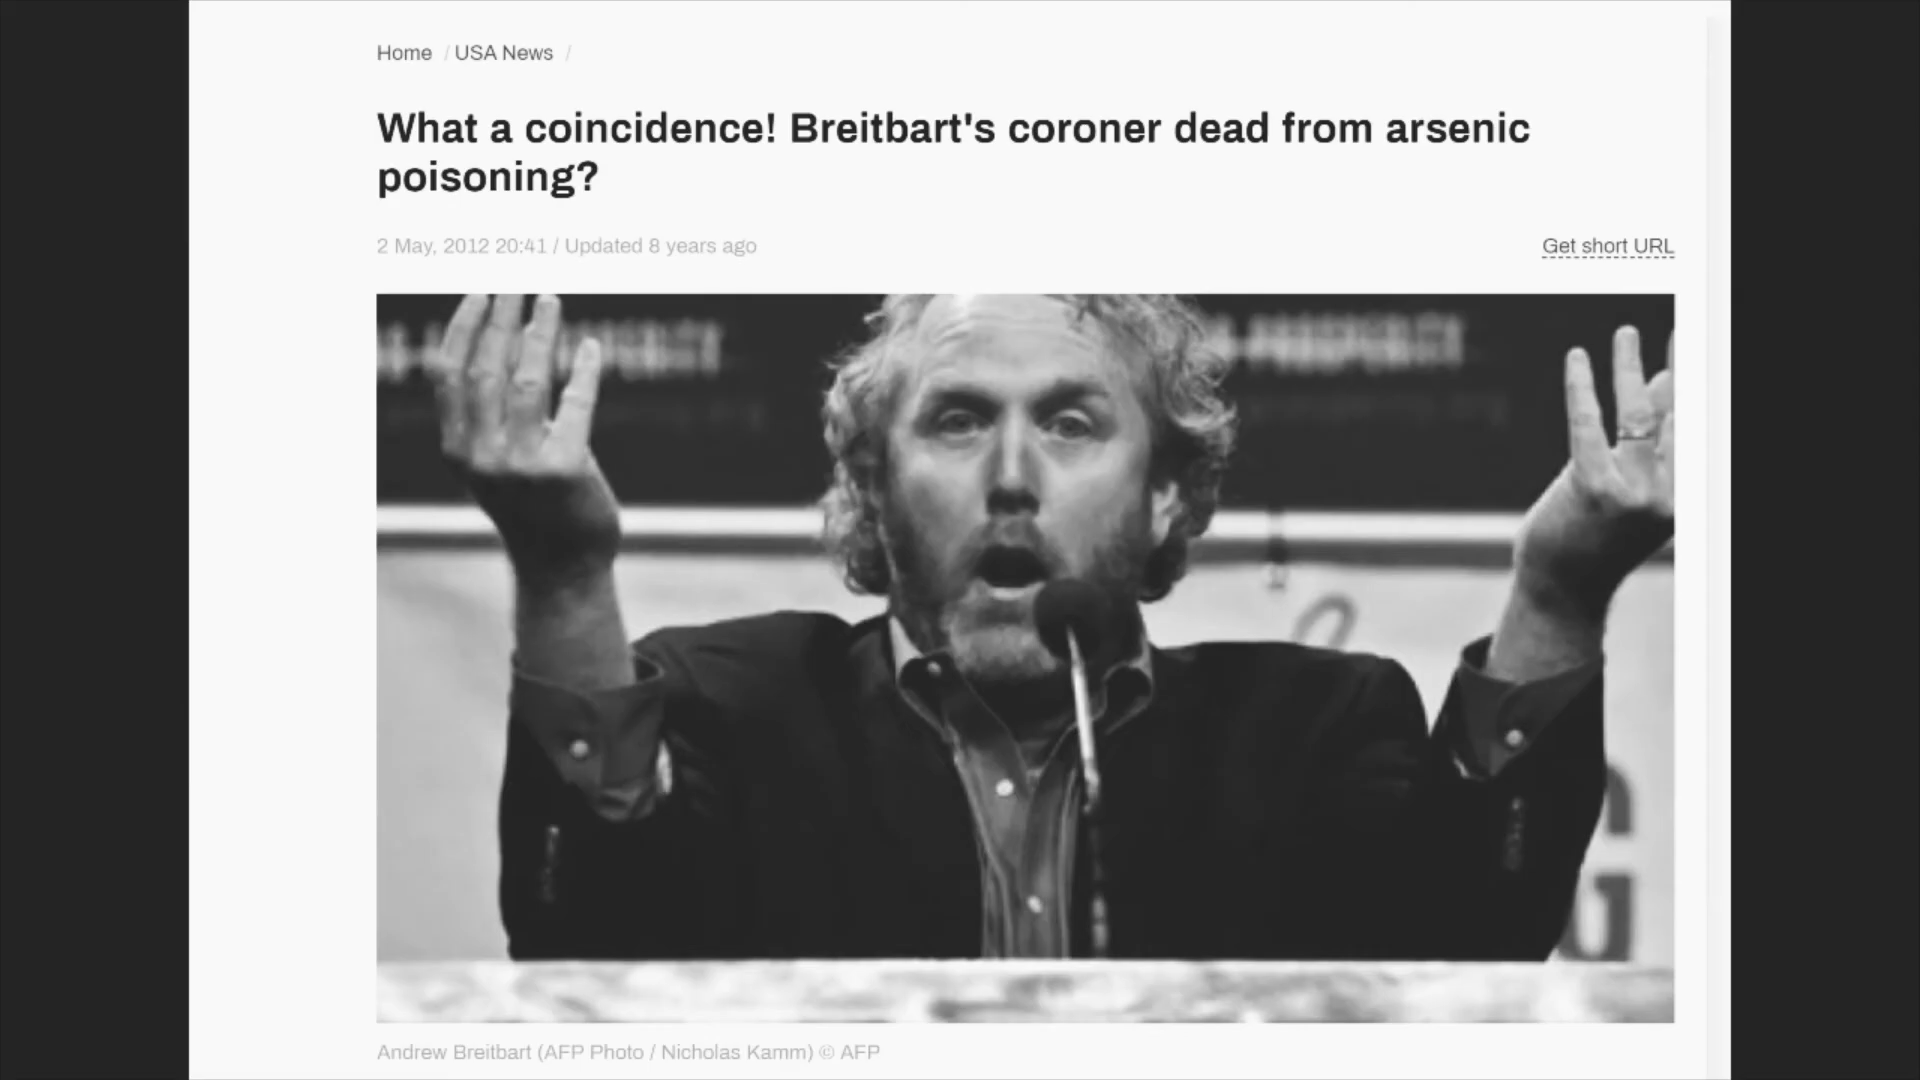 Home / USA News /
What a coincidence! Breitbart's coroner dead from arsenic
poisoning?
2 May, 2012 20:41 / Updated 8 years ago
Get short URL
Andrew Breitbart (AFP Photo / Nicholas Kamm) © AFP